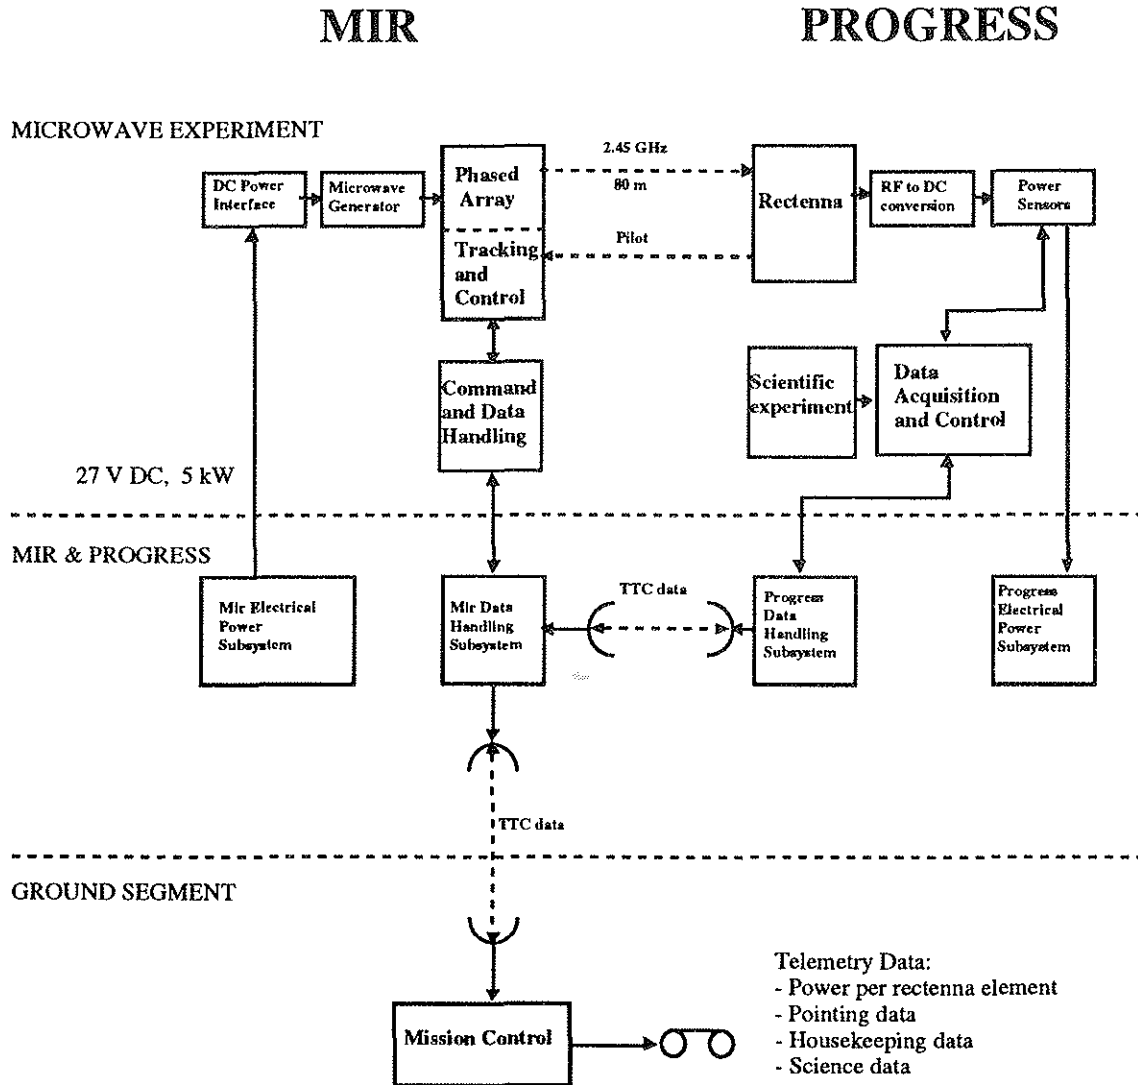 MIR
PROGRESS
MICROWAVE EXPERIMENT
DC Power
Interface
Microwave
Generator
Phased
Array
Tracking
and
Control
2.45 GHz
80 m
Pilot
Rectenna
RF to DC
conversion
Power
Sensors
Command
and Data
Handling
Scientific
experiment
Data
Acquisition
and Control
27 V DC, 5 kW
MIR & PROGRESS
Mir Electrical
Power
Subsystem
Mir Data
Handling
Subsystem
TTC data
Progress
Data
Handling
Subsystem
Progress
Electrical
Power
Subsystem
TTC data
GROUND SEGMENT
Mission Control
Telemetry Data:
- Power per rectenna element
- Pointing data
- Housekeeping data
- Science data